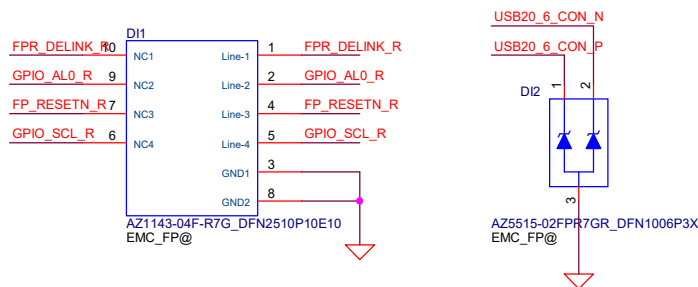 DI1
FPR_DELINK_R 10 NC1 Line-1 1 FPR_DELINK_R
GPIO_AL0_R 9 NC2 Line-2 2 GPIO_AL0_R
FP_RESETN_R 7 NC3 Line-3 4 FP_RESETN_R
GPIO_SCL_R 6 NC4 Line-4 5 GPIO_SCL_R
GND1 3
GND2 8
AZ1143-04F-R7G_DFN2510P10E10
EMC_FP@
USB20_6_CON_N
USB20_6_CON_P
1 2
DI2
3
AZ5515-02FPR7GR_DFN1006P3X
EMC_FP@